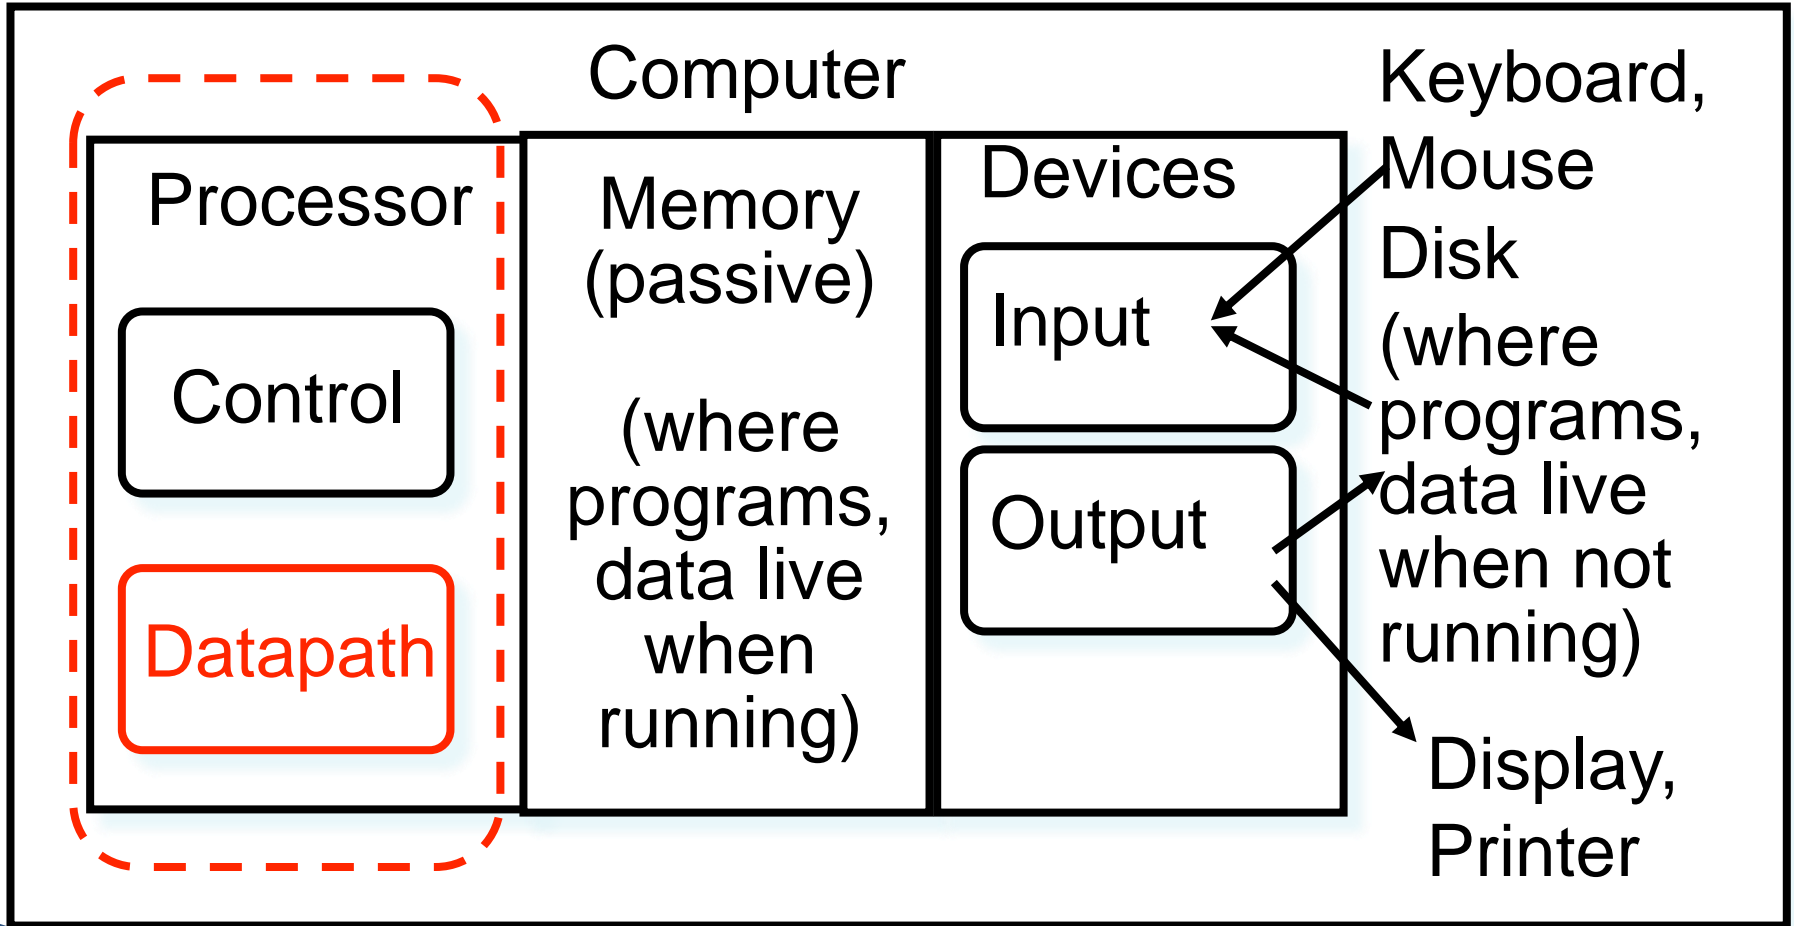 Computer
Processor
Control
Datapath
Memory
(passive)
(where
programs,
data live
when
running)
Devices
Input
Output
Keyboard,
Mouse
Disk
(where
programs,
data live
when not
running)
Display,
Printer